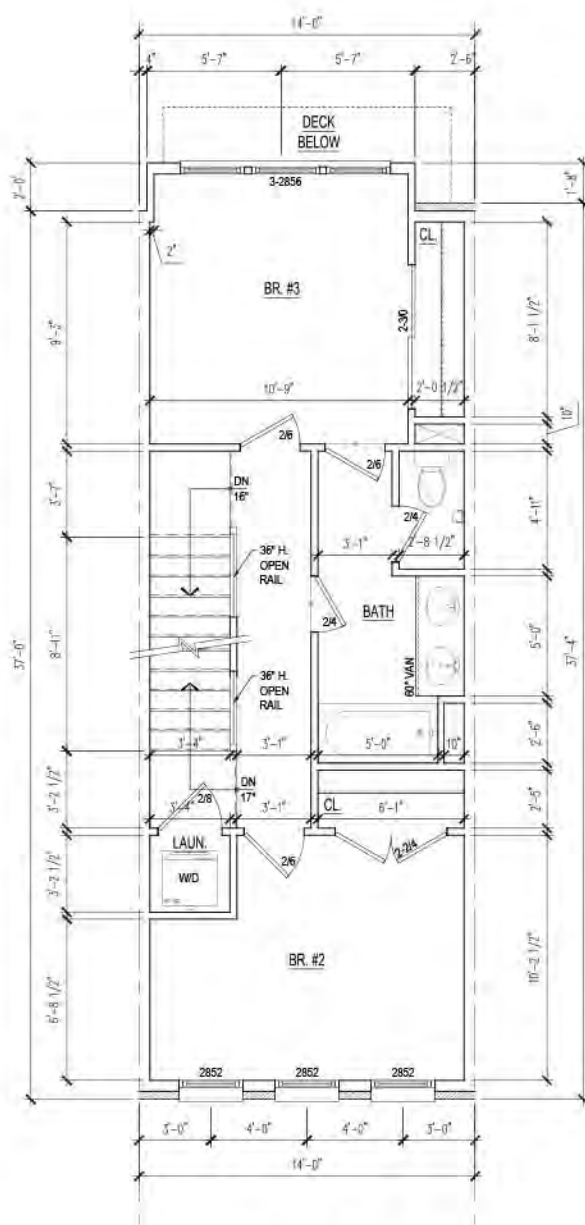 14'-0"
4" 5'-7" 5'-7" 2'-6"
DECK
BELOW
3-2856
2'-0"
1'-8"
2"
CL.
BR. #3
9'-5"
2-3/0
8'-1 1/2"
10'-9" 2'-0 1/2"
10"
2/6
2/6
DN
16"
3'-7"
4'-11"
2/4
3'-1" 2'-8 1/2"
36" H.
OPEN
RAIL
2/4
BATH
8'-11"
5'-0"
37'-0"
37'-4"
36" H.
OPEN
RAIL
60" VAN
3'-4" 3'-1" 5'-0" 10"
2'-6"
DN
17"
3'-2 1/2"
3'-4" 2/8 3'-1" CL 6'-1"
2'-5"
LAUN.
2/6
2-2/4
3'-2 1/2"
W/D
BR. #2
10'-2 1/2"
6'-8 1/2"
2852 2852 2852
3'-0" 4'-0" 4'-0" 3'-0"
14'-0"